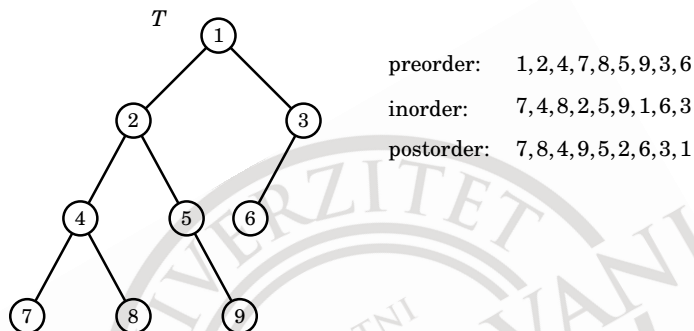 T
1
preorder: 1,2,4,7,8,5,9,3,6
2 3
inorder: 7,4,8,2,5,9,1,6,3
postorder: 7,8,4,9,5,2,6,3,1
4 5 6
7 8 9
VERZITET